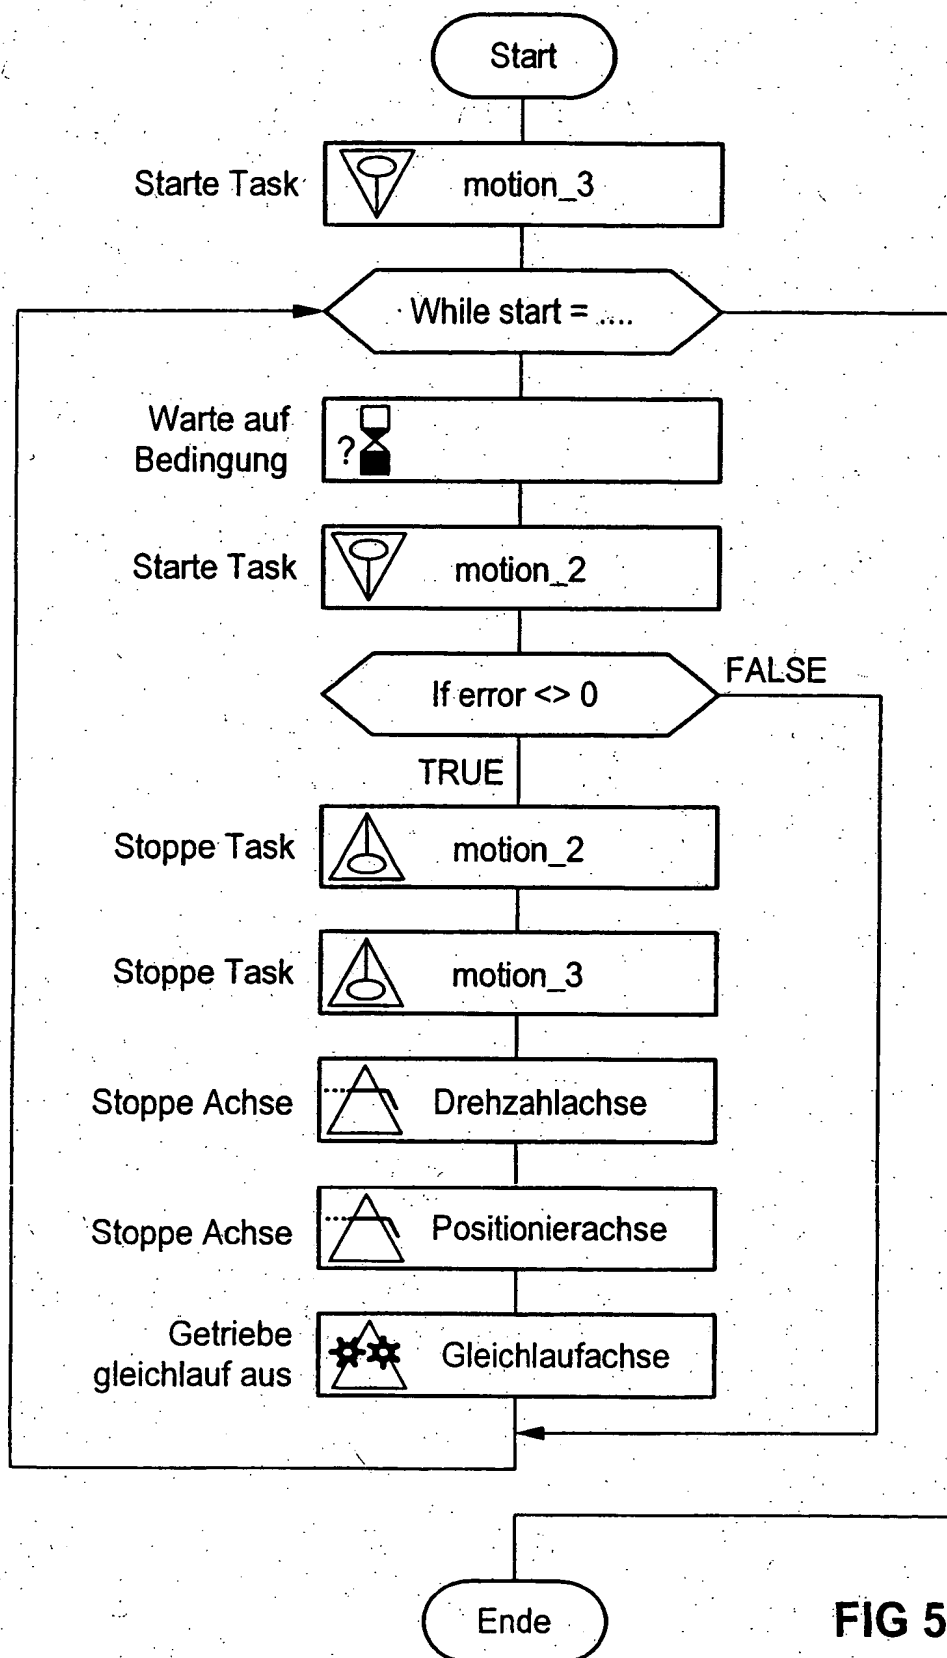 Start
Starte Task
motion_3
While start = ....
Warte auf
Bedingung
?
Starte Task
motion_2
If error <> 0
FALSE
TRUE
Stoppe Task
motion_2
Stoppe Task
motion_3
Stoppe Achse
Drehzahlachse
Stoppe Achse
Positionierachse
Getriebe
gleichlauf aus
Gleichlaufachse
Ende
FIG 5